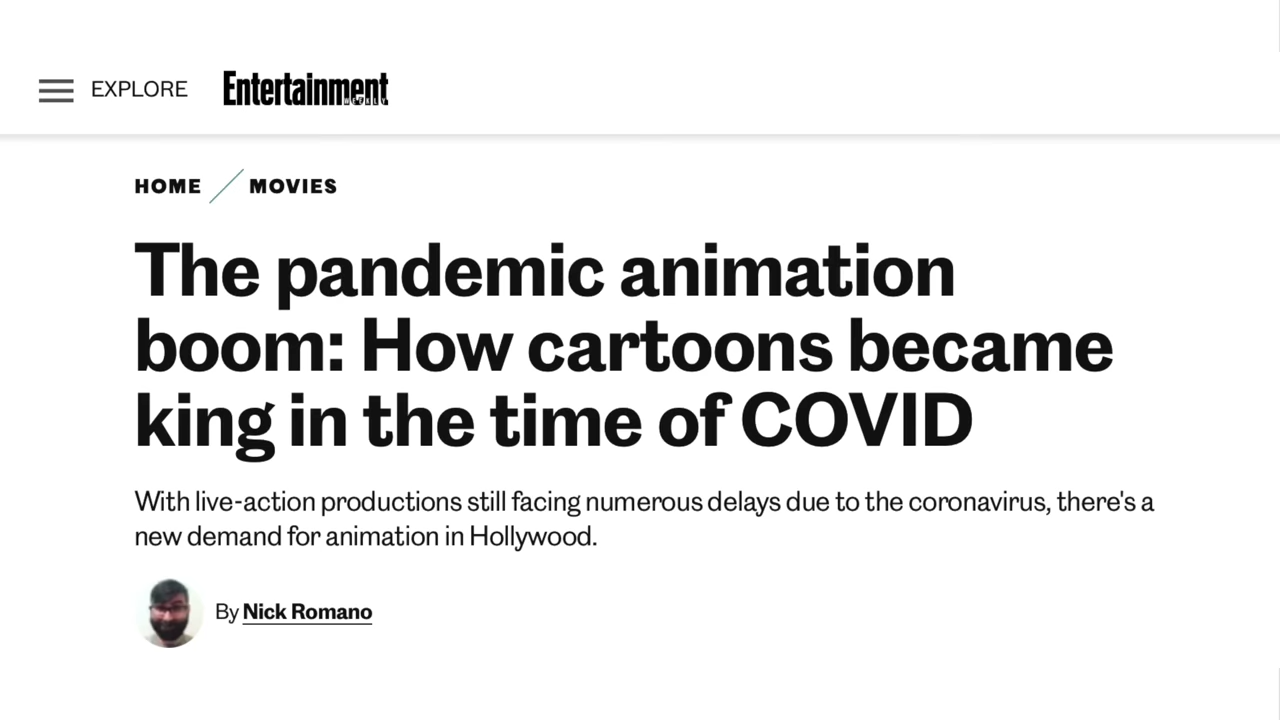 EXPLORE Entertainment WEEKLY
HOME MOVIES
The pandemic animation
boom: How cartoons became
king in the time of COVID
With live-action productions still facing numerous delays due to the coronavirus, there's a
new demand for animation in Hollywood.
By Nick Romano